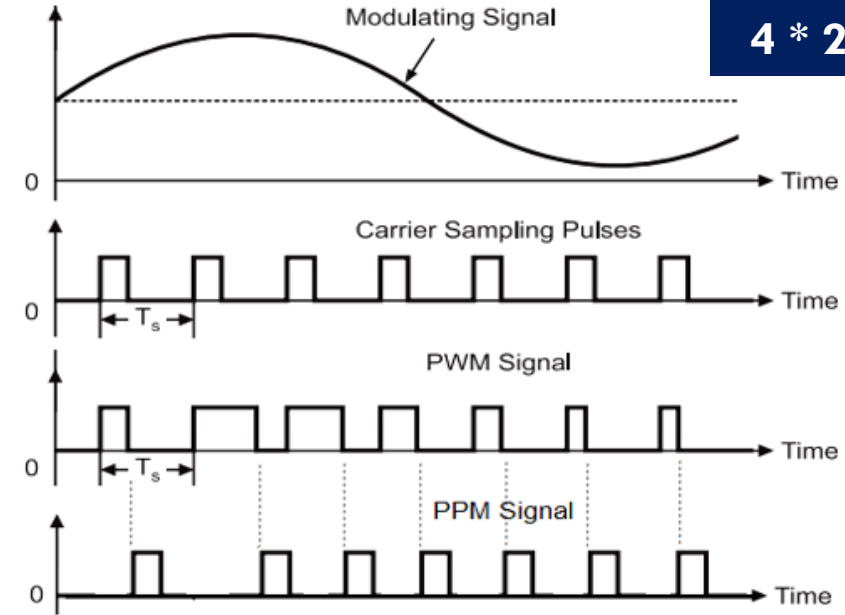 Modulating Signal
4 * 2
0
Time
Carrier Sampling Pulses
0
Time
Ts
PWM Signal
0
Time
Ts
PPM Signal
0
Time